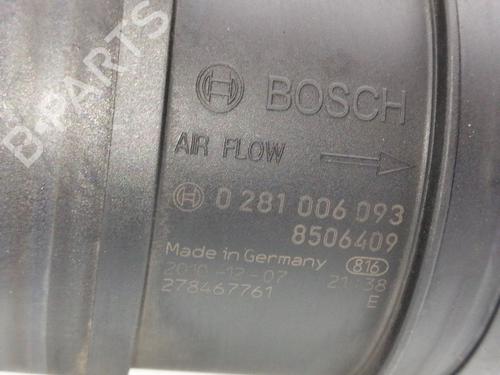 B-PARTS
BOSCH
AIR FLOW
0 281 006 093
8506409
Made in Germany 816
2010-12-07 21:38
278467761 E